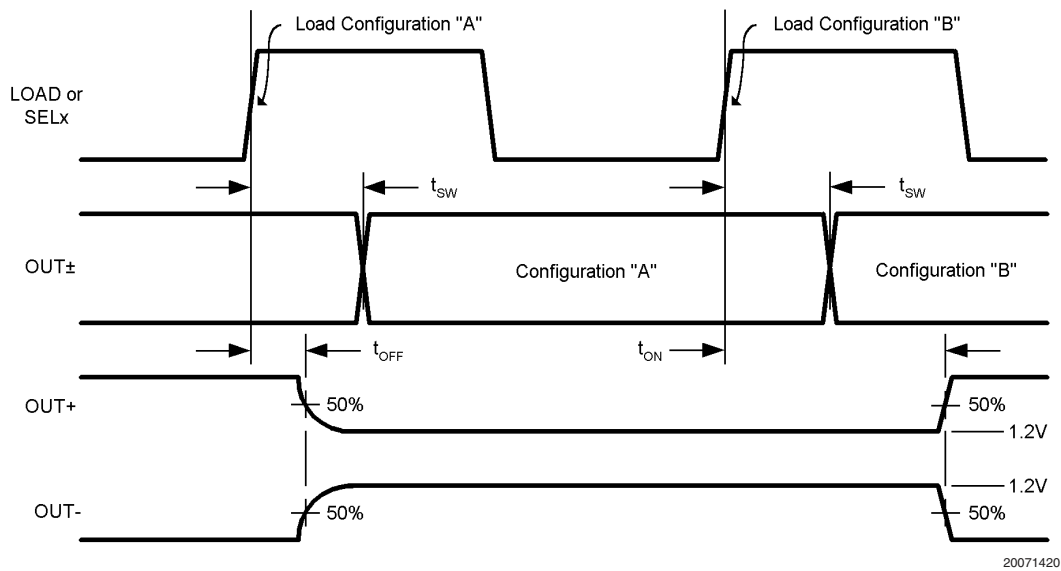 Load Configuration "A"
Load Configuration "B"
LOAD or
SELx
tSW
tSW
OUT±
Configuration "A"
Configuration "B"
tOFF
tON
OUT+
50%
50%
1.2V
1.2V
OUT-
50%
50%
20071420